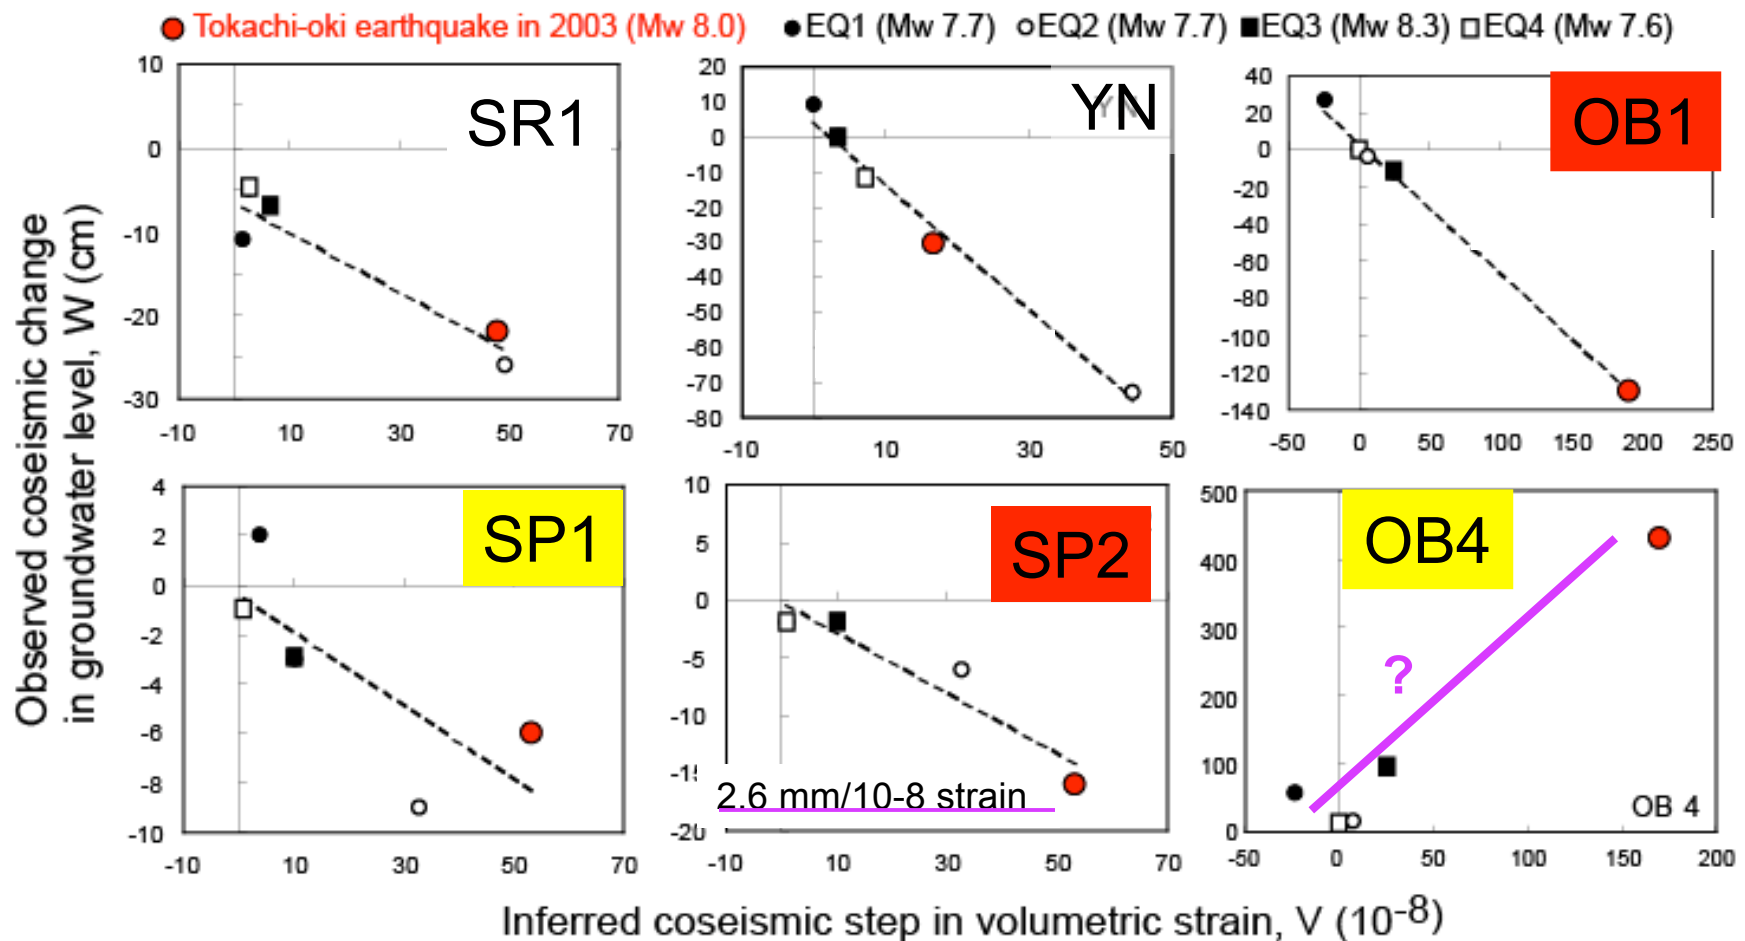 Tokachi-oki earthquake in 2003 (Mw 8.0) EQ1 (Mw 7.7) EQ2 (Mw 7.7) EQ3 (Mw 8.3) EQ4 (Mw 7.6)
Observed coseismic change
in groundwater level, W (cm)
SR1
10
0
-10
-20
-30
-10 10 30 50 70
YN
20
10
0
-10
-20
-30
-40
-50
-60
-70
-80
-10 10 30 50
OB1
40
20
0
-20
-40
-60
-80
-100
-120
-140
-50 0 50 100 150 200 250
SP1
4
2
0
-2
-4
-6
-8
-10
-10 10 30 50 70
SP2
10
5
0
-5
-10
-15
2.6 mm/10-8 strain
-20
-10 10 30 50 70
OB4
500
400
300
?
200
100
OB 4
0
-50 0 50 100 150 200
Inferred coseismic step in volumetric strain, V (10-8)